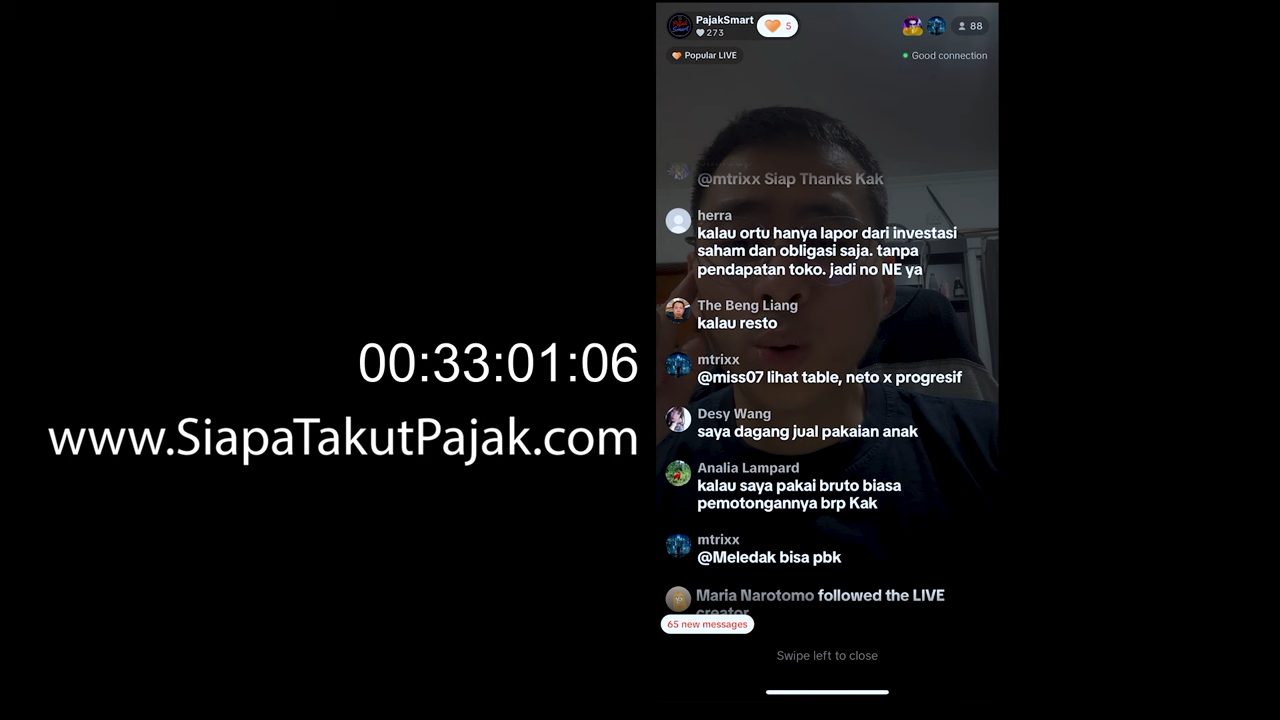 00:33:01:06
www.SiapaTakutPajak.com
PajakSmart
273
5
88
Popular LIVE
Good connection
@mtrixx Siap Thanks Kak
herra
kalau ortu hanya lapor dari investasi
saham dan obligasi saja. tanpa
pendapatan toko. jadi no NE ya
The Beng Liang
kalau resto
mtrixx
@miss07 lihat table, neto x progresif
Desy Wang
saya dagang jual pakaian anak
Analia Lampard
kalau saya pakai bruto biasa
pemotongannya brp Kak
mtrixx
@Meledak bisa pbk
Maria Narotomo followed the LIVE
creator
65 new messages
Swipe left to close